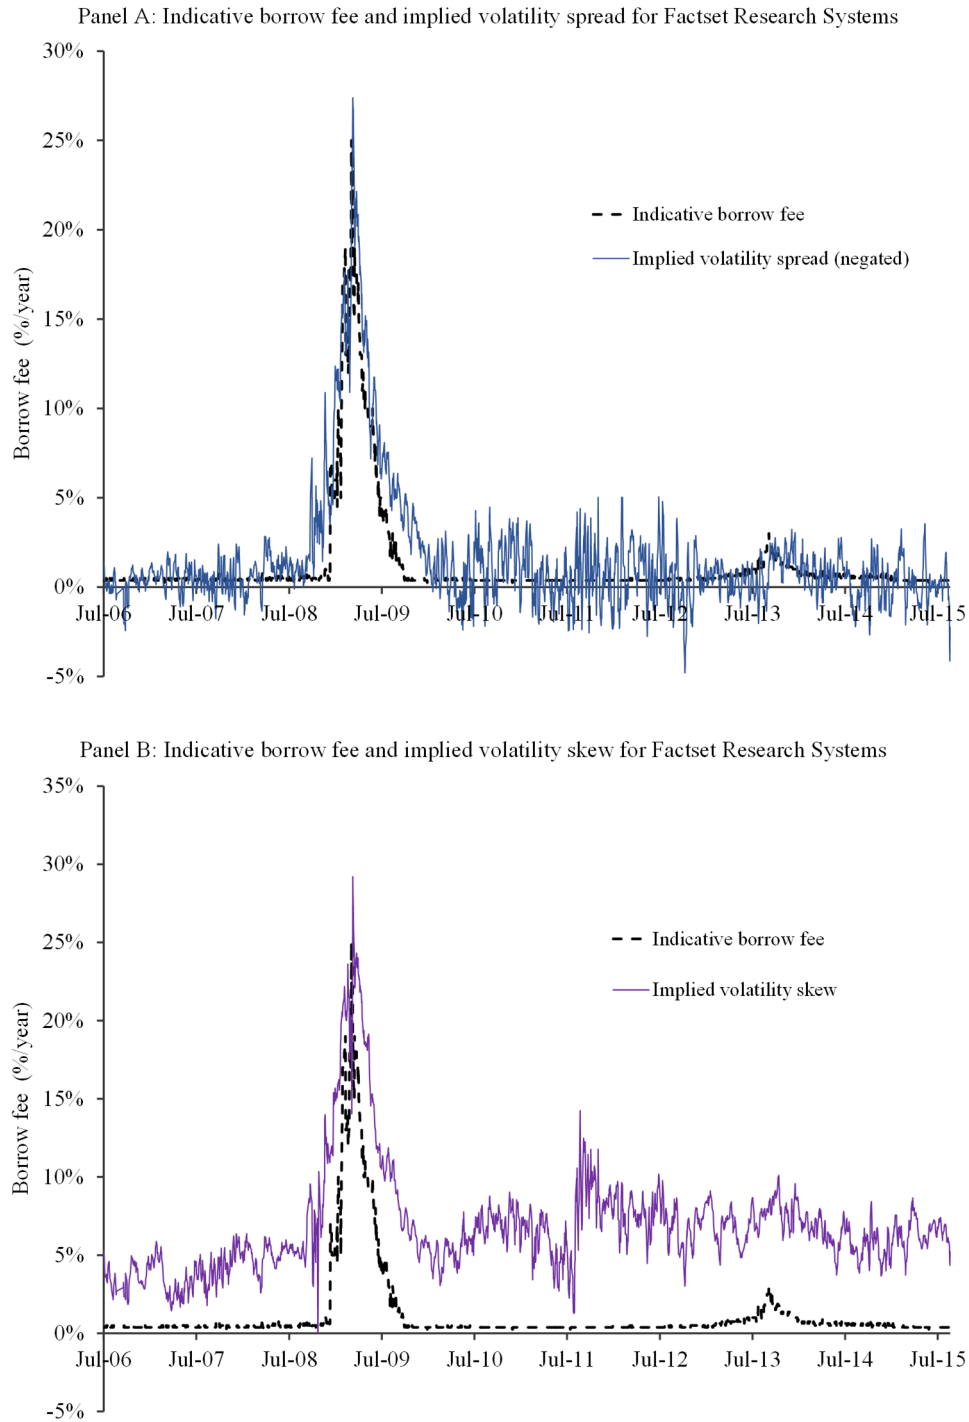 Panel A: Indicative borrow fee and implied volatility spread for Factset Research Systems
30%
25%
20%
15%
10%
5%
0%
-5%
Borrow fee (%/year)
Indicative borrow fee
Implied volatility spread (negated)
Jul-06 Jul-07 Jul-08 Jul-09 Jul-10 Jul-11 Jul-12 Jul-13 Jul-14 Jul-15
Panel B: Indicative borrow fee and implied volatility skew for Factset Research Systems
35%
30%
25%
20%
15%
10%
5%
0%
-5%
Borrow fee (%/year)
Indicative borrow fee
Implied volatility skew
Jul-06 Jul-07 Jul-08 Jul-09 Jul-10 Jul-11 Jul-12 Jul-13 Jul-14 Jul-15